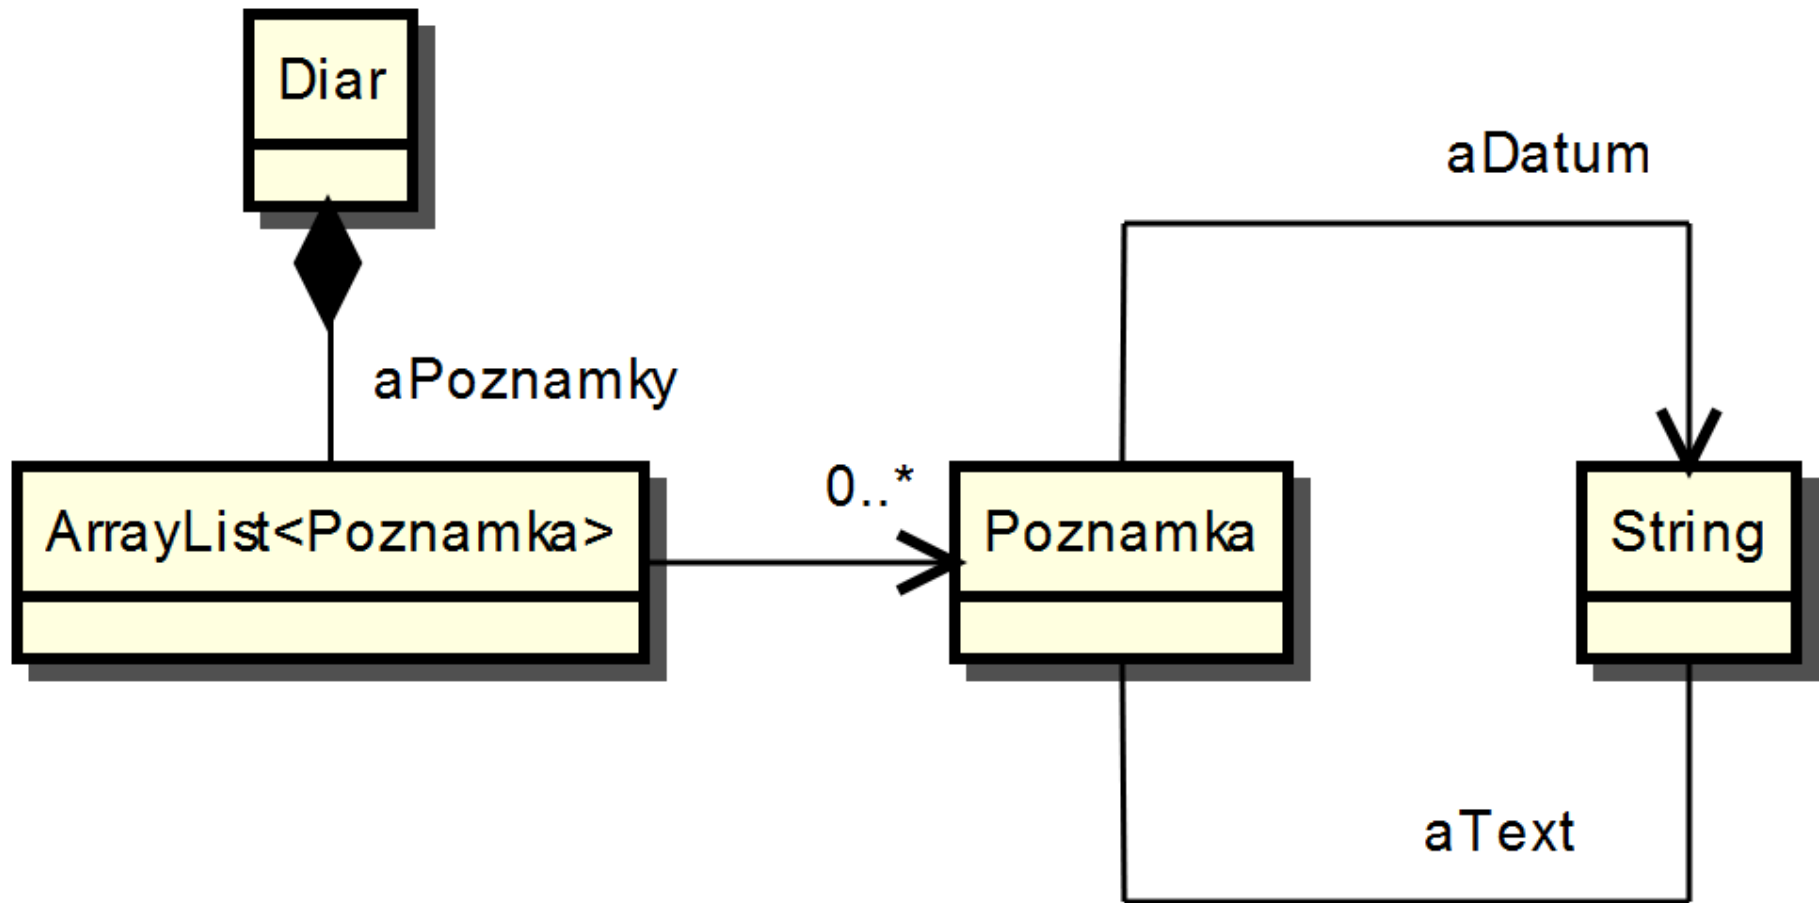 Diar
aDatum
aPoznamky
0..*
ArrayList<Poznamka>
Poznamka
String
aText